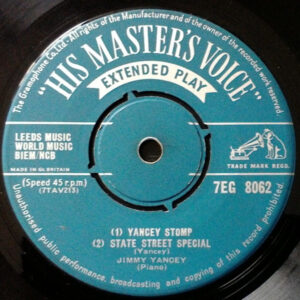 The Gramophone Co. Ltd. - All rights of the Manufacturer and of the owner of the recorded work reserved.
"HIS MASTER'S VOICE"
EXTENDED PLAY
LEEDS MUSIC
WORLD MUSIC
BIEM/NCB
MADE IN GT. BRITAIN
TRADE MARK REGD.
(Speed 45 r.p.m.)
(7TAV213)
7EG 8062
(1) YANCEY STOMP
(2) STATE STREET SPECIAL
(Yancey)
JIMMY YANCEY
(Piano)
Unauthorised public performance, broadcasting and copying of this record prohibited.